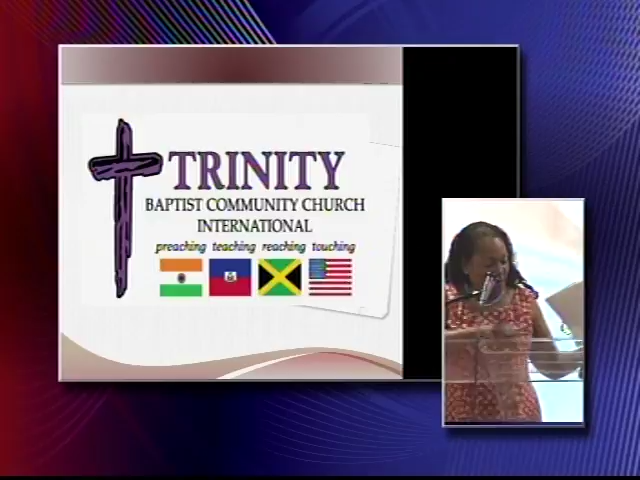 TRINITY
BAPTIST COMMUNITY CHURCH
INTERNATIONAL
preaching teaching reaching touching